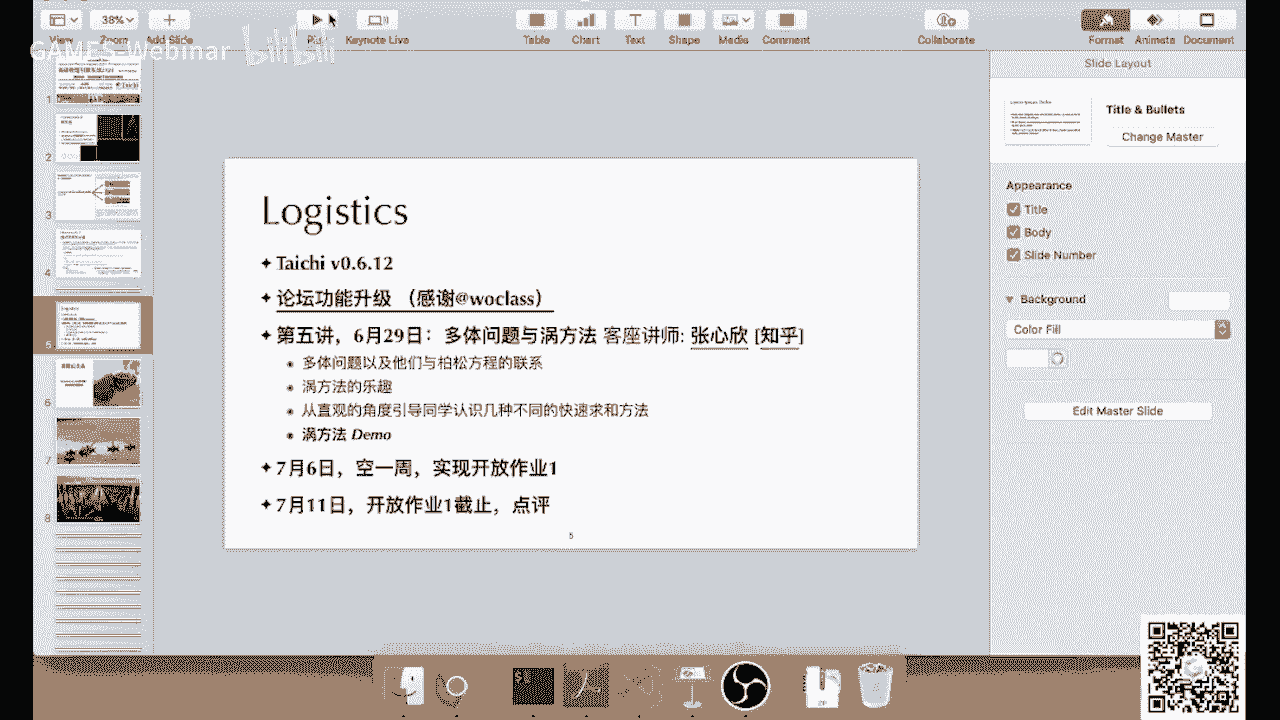 38%
View
Zoom
Add Slide
Play
Keynote Live
Table
Chart
Text
Shape
Media
Comment
Collaborate
Format
Animate
Document
GAMES-Webinar
Slide Layout
Title & Bullets
Change Master
Appearance
Title
Body
Slide Number
Background
Color Fill
Edit Master Slide
1
2
3
4
5
6
7
8
Logistics
Taichi v0.6.12
论坛功能升级 （感谢@woclass）
第五讲，6月29日：多体问题与涡方法 客座讲师: 张心欣 [知乎]
多体问题以及他们与柏松方程的联系
涡方法的乐趣
从直观的角度引导同学认识几种不同的快速求和方法
涡方法 Demo
7月6日，空一周，实现开放作业1
7月11日，开放作业1截止，点评
5
ZIP